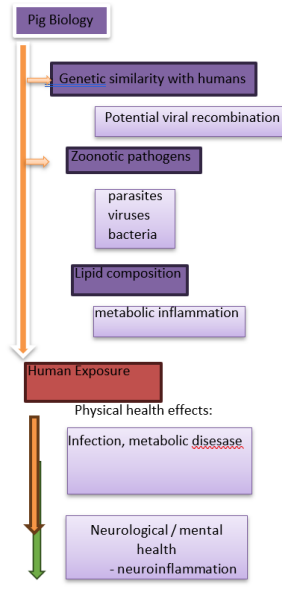 Pig Biology
Genetic similarity with humans
Potential viral recombination
Zoonotic pathogens
parasites
viruses
bacteria
Lipid composition
metabolic inflammation
Human Exposure
Physical health effects:
Infection, metabolic disesase
Neurological / mental
health
- neuroinflammation